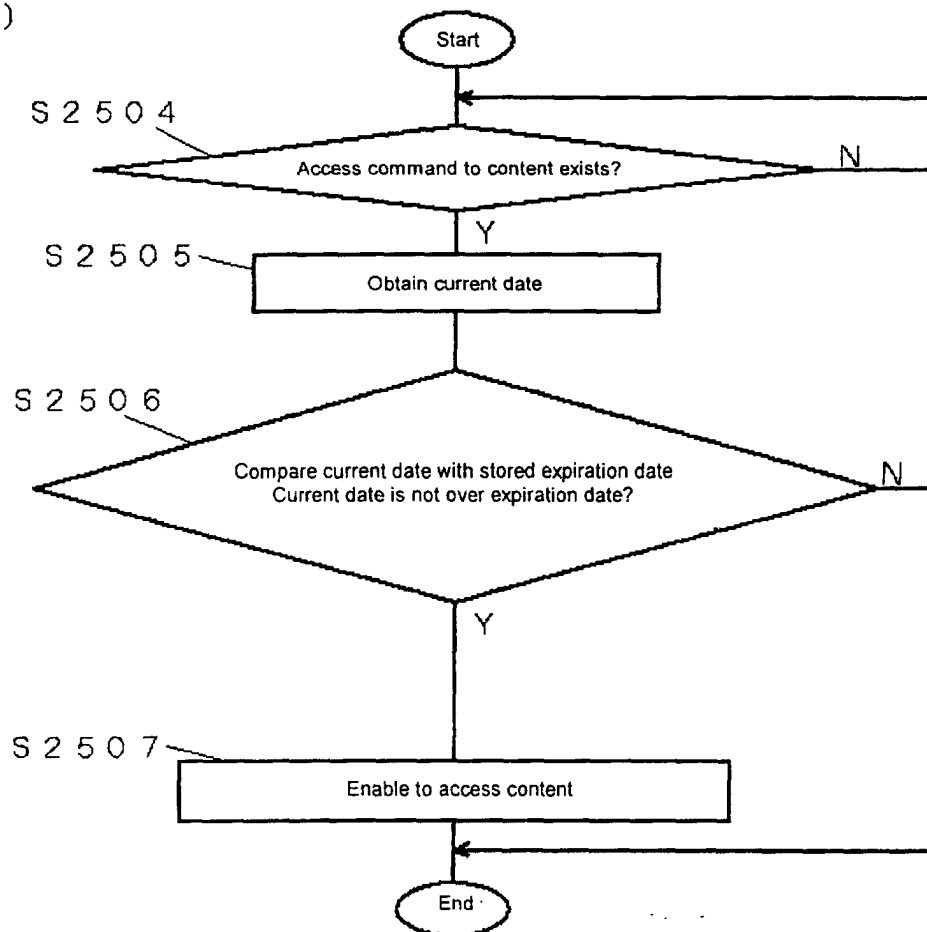 )
Start
S2504
Access command to content exists?
N
Y
S2505
Obtain current date
S2506
Compare current date with stored expiration date
Current date is not over expiration date?
N
Y
S2507
Enable to access content
End